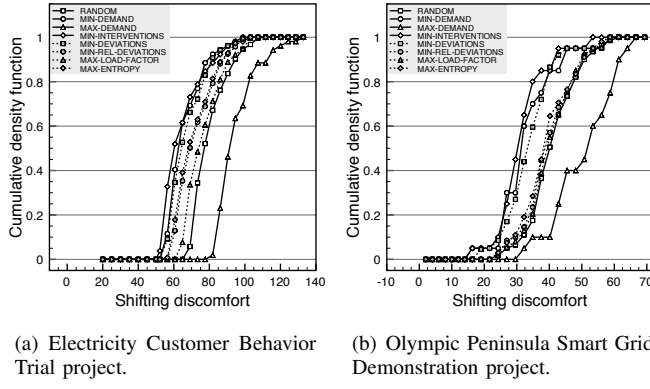 RANDOM
MIN-DEMAND
MAX-DEMAND
MIN-INTERVENTIONS
MIN-DEVIATIONS
MIN-REL-DEVIATIONS
MAX-LOAD-FACTOR
MAX-ENTROPY
Cumulative density function
1
0.8
0.6
0.4
0.2
0
0 20 40 60 80 100 120 140
Shifting discomfort
RANDOM
MIN-DEMAND
MAX-DEMAND
MIN-INTERVENTIONS
MIN-DEVIATIONS
MIN-REL-DEVIATIONS
MAX-LOAD-FACTOR
MAX-ENTROPY
Cumulative density function
1
0.8
0.6
0.4
0.2
0
-10 0 10 20 30 40 50 60 70
Shifting discomfort
(a) Electricity Customer Behavior
Trial project.
(b) Olympic Peninsula Smart Grid
Demonstration project.